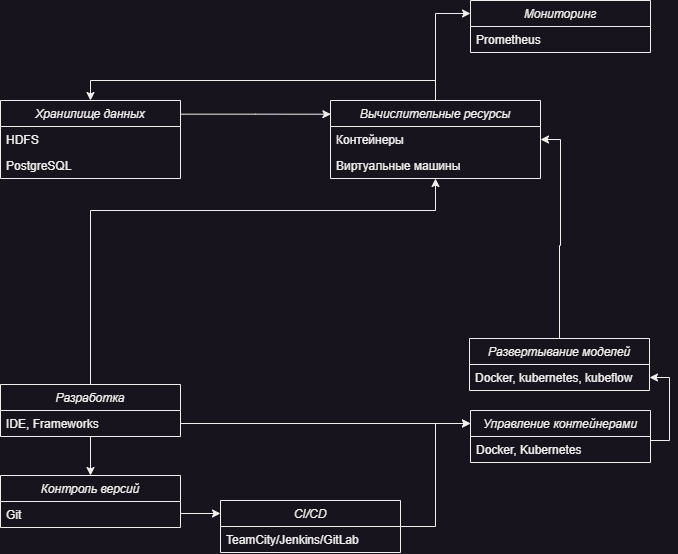 Мониторинг
Prometheus
Хранилище данных
HDFS
PostgreSQL
Вычислительные ресурсы
Контейнеры
Виртуальные машины
Развертывание моделей
Docker, kubernetes, kubeflow
Разработка
IDE, Frameworks
Управление контейнерами
Docker, Kubernetes
Контроль версий
Git
CI/CD
TeamCity/Jenkins/GitLab